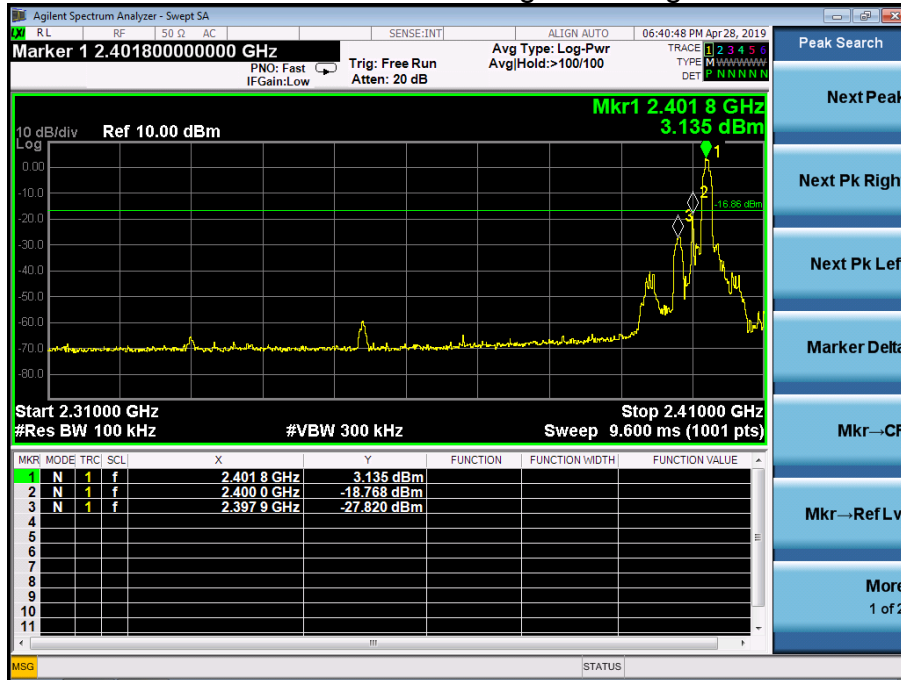 Agilent Spectrum Analyzer - Swept SA
LXI RL RF 50 Ω AC SENSE:INT ALIGN AUTO 06:40:48 PM Apr 28, 2019
Marker 1 2.401800000000 GHz
PNO: Fast
IFGain:Low
Trig: Free Run
Atten: 20 dB
Avg Type: Log-Pwr
Avg|Hold:>100/100
TRACE 1 2 3 4 5 6
TYPE M WWWWW
DET P N N N N N
Peak Search
Mkr1 2.401 8 GHz
3.135 dBm
10 dB/div Ref 10.00 dBm
Log
0.00
-10.0
-20.0
-30.0
-40.0
-50.0
-60.0
-70.0
-80.0
1
2
3
-16.86 dBm
Start 2.31000 GHz Stop 2.41000 GHz
#Res BW 100 kHz #VBW 300 kHz Sweep 9.600 ms (1001 pts)
MKR MODE TRC SCL X Y FUNCTION FUNCTION WIDTH FUNCTION VALUE
1 N 1 f 2.401 8 GHz 3.135 dBm
2 N 1 f 2.400 0 GHz -18.768 dBm
3 N 1 f 2.397 9 GHz -27.820 dBm
4
5
6
7
8
9
10
11
MSG STATUS
Next Peak
Next Pk Righ
Next Pk Lef
Marker Delta
Mkr→CF
Mkr→Ref Lv
More
1 of 2